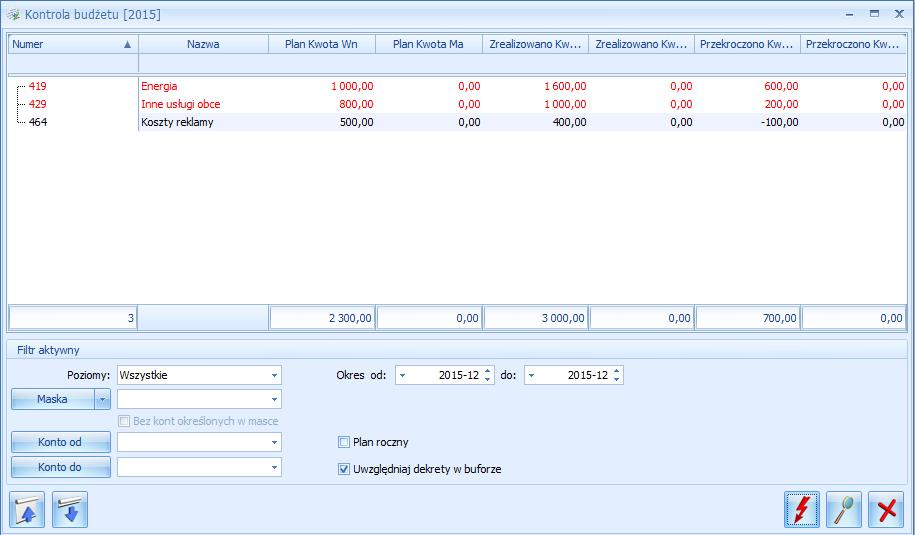 Kontrola budżetu [2015]
Numer Nazwa Plan Kwota Wn Plan Kwota Ma Zrealizowano Kw... Zrealizowano Kw... Przekroczono Kw... Przekroczono Kw...
419 Energia 1 000,00 0,00 1 600,00 0,00 600,00 0,00
429 Inne usługi obce 800,00 0,00 1 000,00 0,00 200,00 0,00
464 Koszty reklamy 500,00 0,00 400,00 0,00 -100,00 0,00
3 2 300,00 0,00 3 000,00 0,00 700,00 0,00
Filtr aktywny
Poziomy: Wszystkie Okres od: 2015-12 do: 2015-12
Maska
Bez kont określonych w masce
Konto od Plan roczny
Konto do Uwzględniaj dekrety w buforze